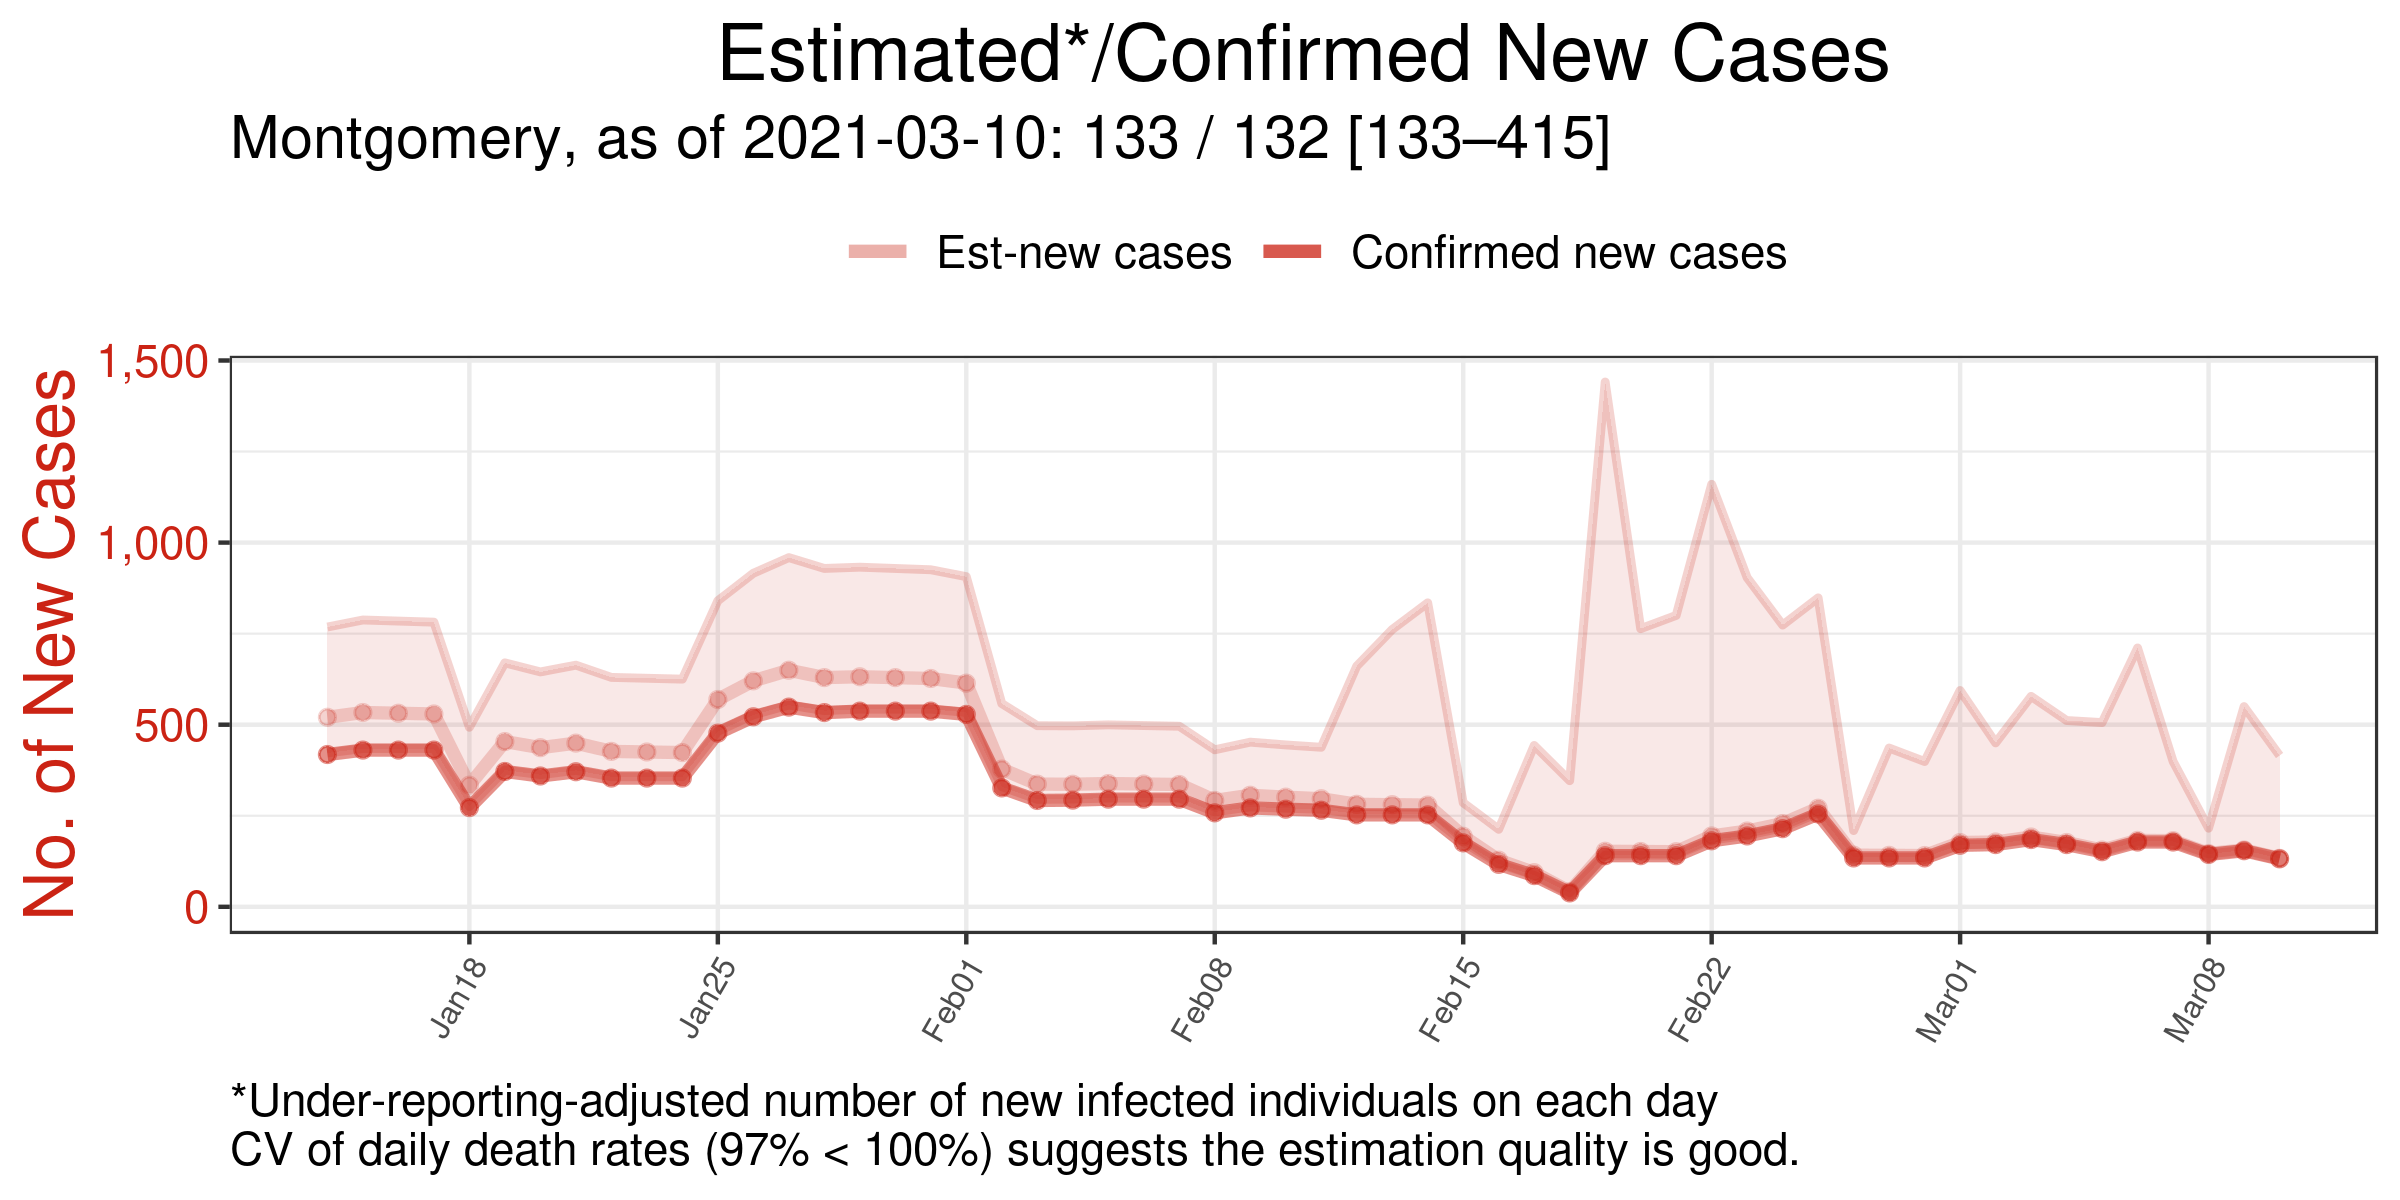 Estimated*/Confirmed New Cases
Montgomery, as of 2021-03-10: 133 / 132 [133–415]
Est-new cases
Confirmed new cases
No. of New Cases
1,500
1,000
500
0
Jan18
Jan25
Feb01
Feb08
Feb15
Feb22
Mar01
Mar08
*Under-reporting-adjusted number of new infected individuals on each day
CV of daily death rates (97% < 100%) suggests the estimation quality is good.